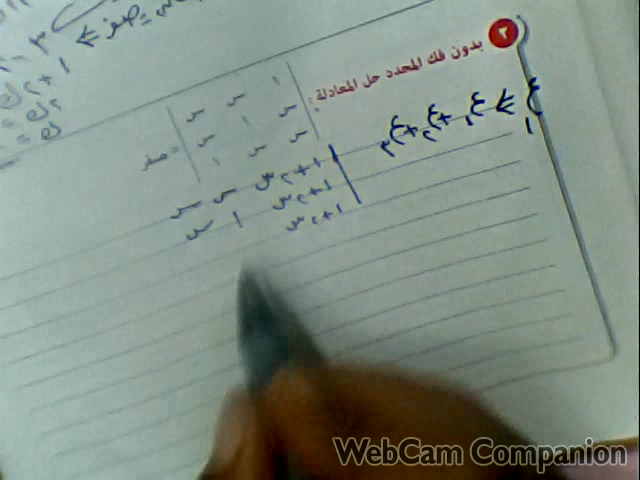 ٢ بدون فك المحدد حل المعادلة :
١ س س
س ١ س = صفر
س س ١
ع١ ⇐ ع١ + ع٢ + ع٣
١+٢س س س
١+٢س ١ س
١+٢س
WebCam Companion